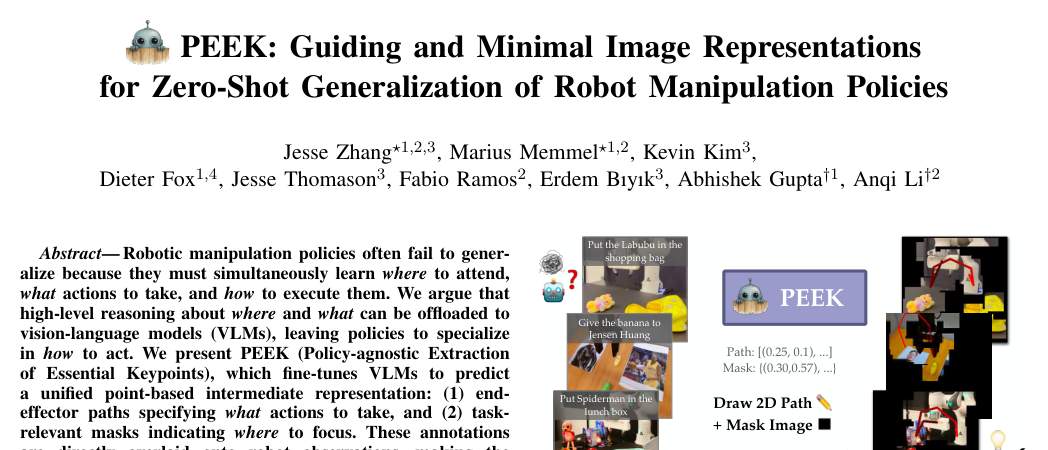 PEEK: Guiding and Minimal Image Representations
for Zero-Shot Generalization of Robot Manipulation Policies
Jesse Zhang⋆1,2,3, Marius Memmel⋆1,2, Kevin Kim3,
Dieter Fox1,4, Jesse Thomason3, Fabio Ramos2, Erdem Bıyık3, Abhishek Gupta†1, Anqi Li†2
Abstract— Robotic manipulation policies often fail to gener-
alize because they must simultaneously learn where to attend,
what actions to take, and how to execute them. We argue that
high-level reasoning about where and what can be offloaded to
vision-language models (VLMs), leaving policies to specialize
in how to act. We present PEEK (Policy-agnostic Extraction
of Essential Keypoints), which fine-tunes VLMs to predict
a unified point-based intermediate representation: (1) end-
effector paths specifying what actions to take, and (2) task-
relevant masks indicating where to focus. These annotations
Put the Labubu in the
shopping bag
?
Give the banana to
Jensen Huang
Put Spiderman in the
lunch box
PEEK
Path: [(0.25, 0.1), ...]
Mask: {(0.30,0.57), ...}
Draw 2D Path
+ Mask Image